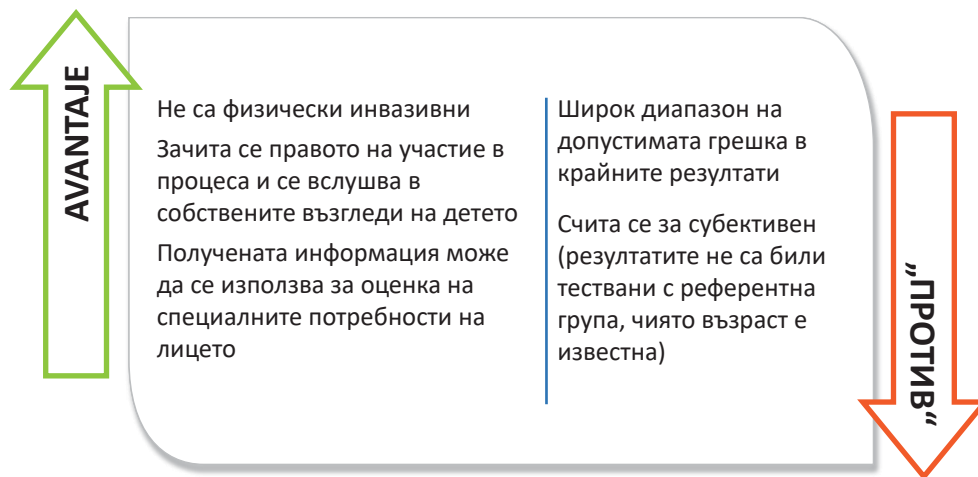 AVANTAJE
Не са физически инвазивни
Зачита се правото на участие в
процеса и се вслушва в
собствените възгледи на детето
Получената информация може
да се използва за оценка на
специалните потребности на
лицето
Широк диапазон на
допустимата грешка в
крайните резултати
Счита се за субективен
(резултатите не са били
тествани с референтна
група, чиято възраст е
известна)
„ПРОТИВ“